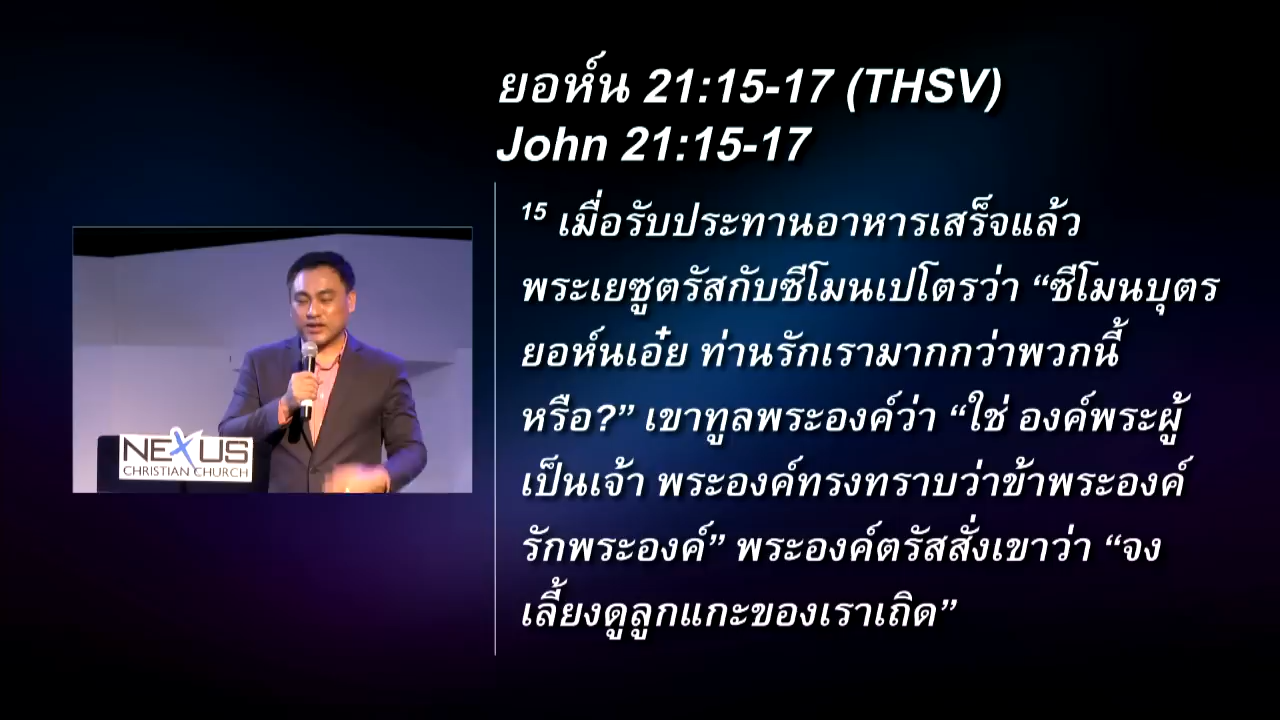 ยอห์น 21:15-17 (THSV)
John 21:15-17
15 เมื่อรับประทานอาหารเสร็จแล้ว
พระเยซูตรัสกับซีโมนเปโตรว่า “ซีโมนบุตร
ยอห์นเอ๋ย ท่านรักเรามากกว่าพวกนี้
หรือ?” เขาทูลพระองค์ว่า “ใช่ องค์พระผู้
เป็นเจ้า พระองค์ทรงทราบว่าข้าพระองค์
รักพระองค์” พระองค์ตรัสสั่งเขาว่า “จง
เลี้ยงดูลูกแกะของเราเถิด”
NEXUS
CHRISTIAN CHURCH